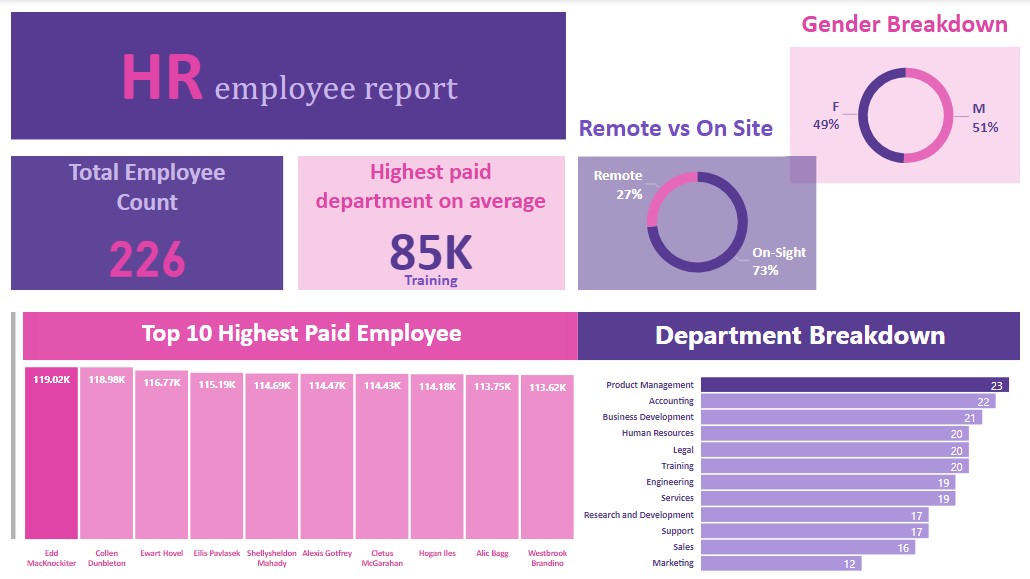 HR employee report
Gender Breakdown
F
49%
M
51%
Remote vs On Site
Remote
27%
On-Sight
73%
Total Employee
Count
226
Highest paid
department on average
85K
Training
Top 10 Highest Paid Employee
119.02K 118.98K 116.77K 115.19K 114.69K 114.47K 114.43K 114.18K 113.75K 113.62K
Edd Collen Ewart Hovel Eilis Pavlasek Shellysheldon Alexis Gotfrey Cletus Hogan Iles Alic Bagg Westbrook
MacKnockiter Dunbleton Mahady McGarahan Brandino
Department Breakdown
Product Management 23
Accounting 22
Business Development 21
Human Resources 20
Legal 20
Training 20
Engineering 19
Services 19
Research and Development 17
Support 17
Sales 16
Marketing 12